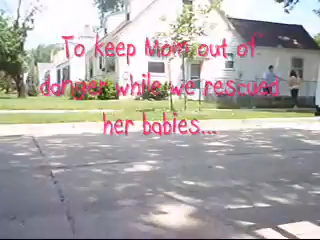 To keep Mom out of
danger while we rescued
her babies...